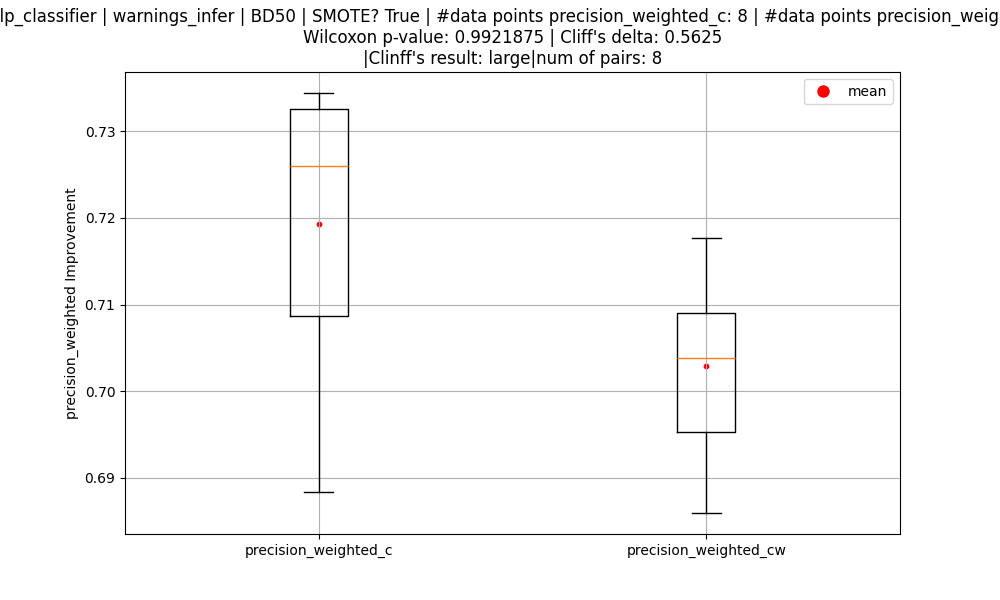 lp_classifier | warnings_infer | BD50 | SMOTE? True | #data points precision_weighted_c: 8 | #data points precision_weig
Wilcoxon p-value: 0.9921875 | Cliff's delta: 0.5625
|Clinff's result: large|num of pairs: 8
mean
0.73
0.72
0.71
0.70
0.69
precision_weighted Improvement
precision_weighted_c
precision_weighted_cw